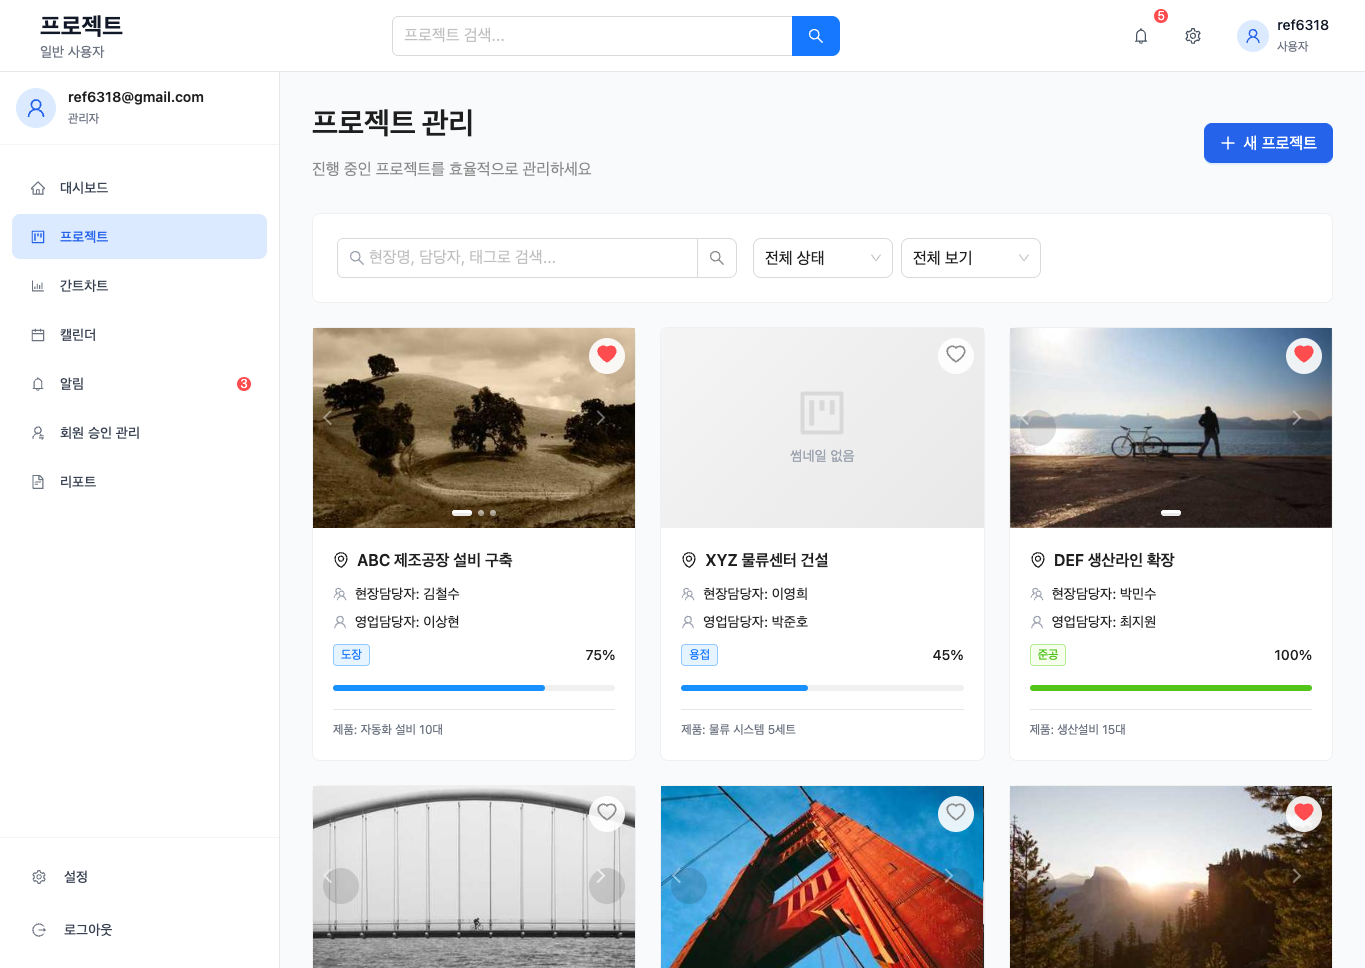 프로젝트
일반 사용자
프로젝트 검색...
5
ref6318
사용자
ref6318@gmail.com
관리자
대시보드
프로젝트
간트차트
캘린더
알림
3
회원 승인 관리
리포트
설정
로그아웃
프로젝트 관리
진행 중인 프로젝트를 효율적으로 관리하세요
새 프로젝트
현장명, 담당자, 태그로 검색...
전체 상태
전체 보기
ABC 제조공장 설비 구축
현장담당자: 김철수
영업담당자: 이상현
도장
75%
제품: 자동화 설비 10대
썸네일 없음
XYZ 물류센터 건설
현장담당자: 이영희
영업담당자: 박준호
용접
45%
제품: 물류 시스템 5세트
DEF 생산라인 확장
현장담당자: 박민수
영업담당자: 최지원
준공
100%
제품: 생산설비 15대